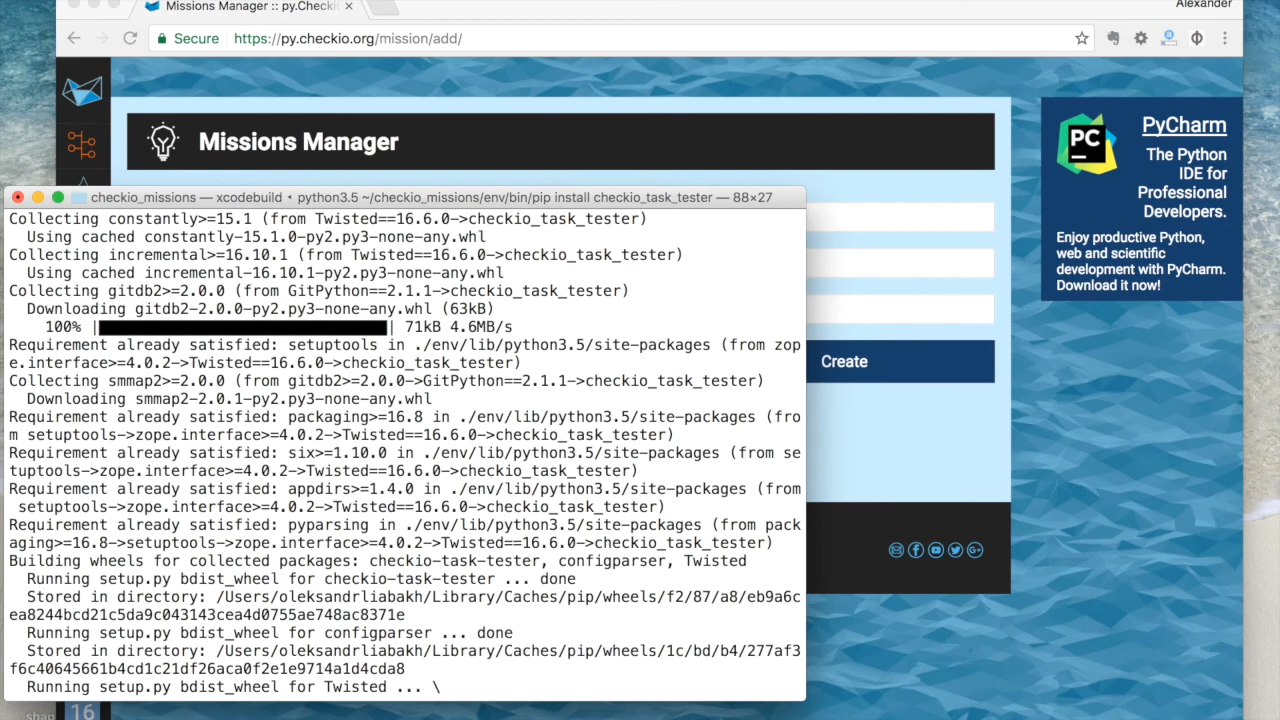 Missions Manager :: py.Checki
Alexander
Secure
https://py.checkio.org/mission/add/
Missions Manager
PC
PyCharm
The Python
IDE for
Professional
Developers.
Enjoy productive Python,
web and scientific
development with PyCharm.
Download it now!
Create
checkio_missions — xcodebuild • python3.5 ~/checkio_missions/env/bin/pip install checkio_task_tester — 88×27
Collecting constantly>=15.1 (from Twisted==16.6.0->checkio_task_tester)
Using cached constantly-15.1.0-py2.py3-none-any.whl
Collecting incremental>=16.10.1 (from Twisted==16.6.0->checkio_task_tester)
Using cached incremental-16.10.1-py2.py3-none-any.whl
Collecting gitdb2>=2.0.0 (from GitPython==2.1.1->checkio_task_tester)
Downloading gitdb2-2.0.0-py2.py3-none-any.whl (63kB)
100% | | 71kB 4.6MB/s
Requirement already satisfied: setuptools in ./env/lib/python3.5/site-packages (from zop
e.interface>=4.0.2->Twisted==16.6.0->checkio_task_tester)
Collecting smmap2>=2.0.0 (from gitdb2>=2.0.0->GitPython==2.1.1->checkio_task_tester)
Downloading smmap2-2.0.1-py2.py3-none-any.whl
Requirement already satisfied: packaging>=16.8 in ./env/lib/python3.5/site-packages (fro
m setuptools->zope.interface>=4.0.2->Twisted==16.6.0->checkio_task_tester)
Requirement already satisfied: six>=1.10.0 in ./env/lib/python3.5/site-packages (from se
tuptools->zope.interface>=4.0.2->Twisted==16.6.0->checkio_task_tester)
Requirement already satisfied: appdirs>=1.4.0 in ./env/lib/python3.5/site-packages (from
setuptools->zope.interface>=4.0.2->Twisted==16.6.0->checkio_task_tester)
Requirement already satisfied: pyparsing in ./env/lib/python3.5/site-packages (from pack
aging>=16.8->setuptools->zope.interface>=4.0.2->Twisted==16.6.0->checkio_task_tester)
Building wheels for collected packages: checkio-task-tester, configparser, Twisted
Running setup.py bdist_wheel for checkio-task-tester ... done
Stored in directory: /Users/oleksandrliabakh/Library/Caches/pip/wheels/f2/87/a8/eb9a6c
ea8244bcd21c5da9c043143cea4d0755ae748ac8371e
Running setup.py bdist_wheel for configparser ... done
Stored in directory: /Users/oleksandrliabakh/Library/Caches/pip/wheels/1c/bd/b4/277af3
f6c40645661b4cd1c21df26aca0f2e1e9714a1d4cda8
Running setup.py bdist_wheel for Twisted ... \
shap
16